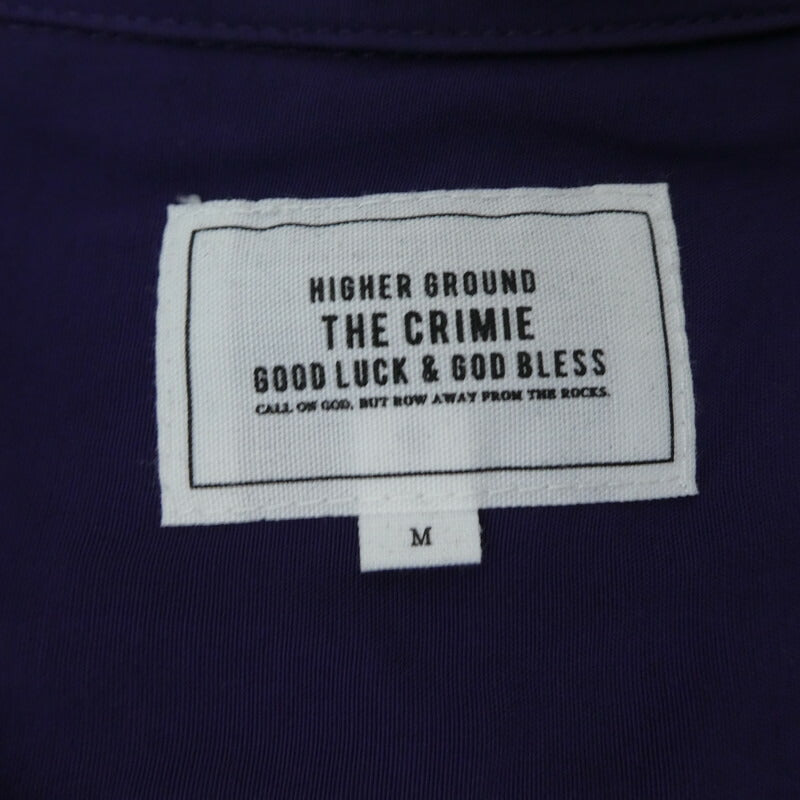 HIGHER GROUND
THE CRIMIE
GOOD LUCK & GOD BLESS
CALL ON GOD, BUT ROW AWAY FROM THE ROCKS.
M